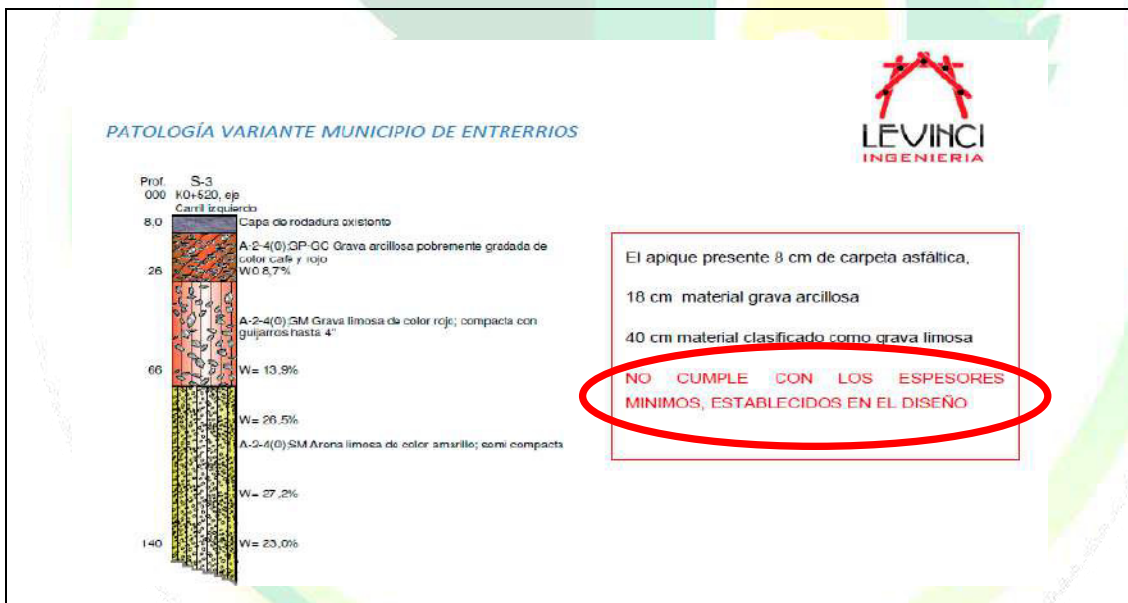 LEVINCI
INGENIERIA
PATOLOGÍA VARIANTE MUNICIPIO DE ENTRERRIOS
Prof. S-3
000 K0+520, eje
Carril izquierdo
8,0 Capa de rodadura existente
A-2-4(0);GP-GC Grava arcillosa pobremente gradada de
color café y rojo
26 W0 8,7%
A-2-4(0);GM Grava limosa de color rojo; compacta con
guijarros hasta 4"
66 W= 13,9%
W= 26,5%
A-2-4(0);SM Arena limosa de color amarillo; semi compacta
W= 27,2%
140 W= 23,0%
El apique presente 8 cm de carpeta asfáltica,
18 cm material grava arcillosa
40 cm material clasificado como grava limosa
NO CUMPLE CON LOS ESPESORES
MINIMOS, ESTABLECIDOS EN EL DISEÑO